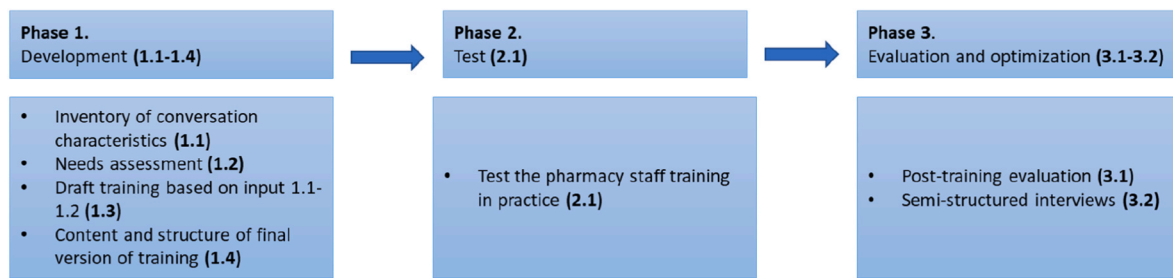 Phase 1.
Development (1.1-1.4)
Phase 2.
Test (2.1)
Phase 3.
Evaluation and optimization (3.1-3.2)
• Inventory of conversation
characteristics (1.1)
• Needs assessment (1.2)
• Draft training based on input 1.1-
1.2 (1.3)
• Content and structure of final
version of training (1.4)
• Test the pharmacy staff training
in practice (2.1)
• Post-training evaluation (3.1)
• Semi-structured interviews (3.2)